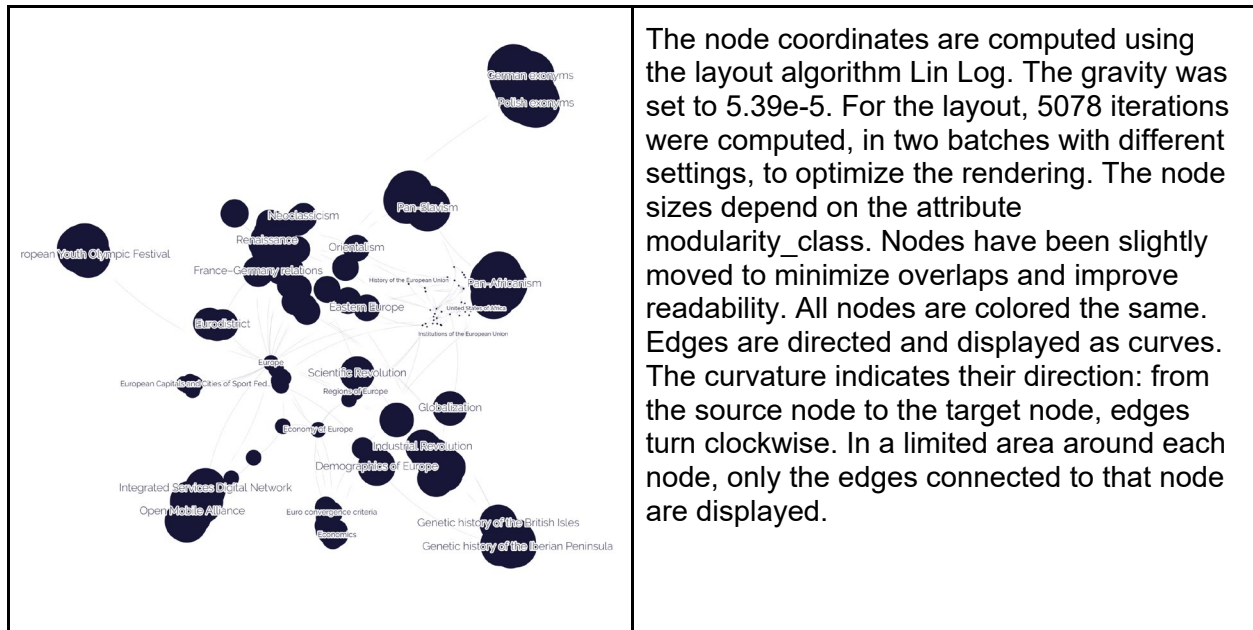 German exonyms
Polish exonyms
Pan-Slavism
Neoclassicism
Renaissance
Orientalism
ropean Youth Olympic Festival
France–Germany relations
History of the European Union
Pan-Africanism
Eastern Europe
United States of Africa
Eurodistrict
Institutions of the European Union
Europe
Scientific Revolution
European Capitals and Cities of Sport Fed...
Regions of Europe
Globalization
Economy of Europe
Industrial Revolution
Demographics of Europe
Integrated Services Digital Network
Open Mobile Alliance
Euro convergence criteria
Genetic history of the British Isles
Economics
Genetic history of the Iberian Peninsula
The node coordinates are computed using
the layout algorithm Lin Log. The gravity was
set to 5.39e-5. For the layout, 5078 iterations
were computed, in two batches with different
settings, to optimize the rendering. The node
sizes depend on the attribute
modularity_class. Nodes have been slightly
moved to minimize overlaps and improve
readability. All nodes are colored the same.
Edges are directed and displayed as curves.
The curvature indicates their direction: from
the source node to the target node, edges
turn clockwise. In a limited area around each
node, only the edges connected to that node
are displayed.